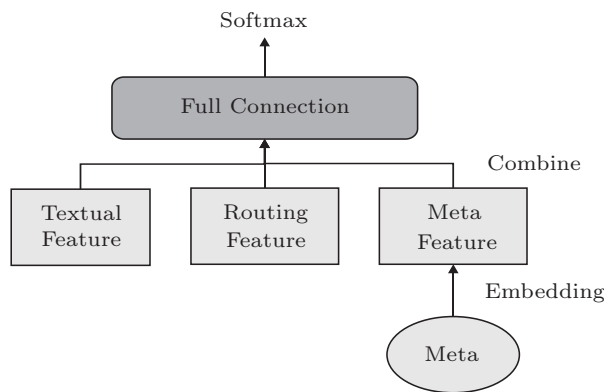 Softmax
Full Connection
Combine
Textual
Feature
Routing
Feature
Meta
Feature
Embedding
Meta